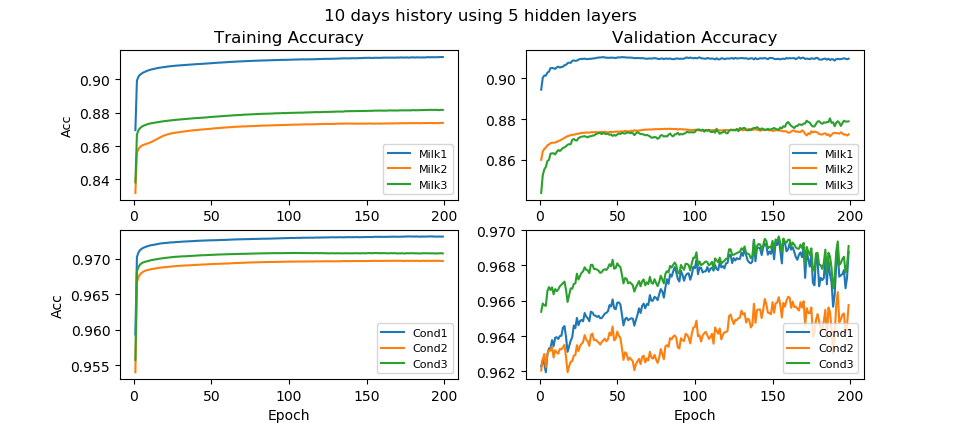 10 days history using 5 hidden layers
Training Accuracy
Validation Accuracy
Acc
0.90
0.88
0.86
0.84
0 50 100 150 200
Milk1
Milk2
Milk3
0.90
0.88
0.86
0 50 100 150 200
Milk1
Milk2
Milk3
Acc
0.970
0.965
0.960
0.955
0 50 100 150 200
Epoch
Cond1
Cond2
Cond3
0.970
0.968
0.966
0.964
0.962
0 50 100 150 200
Epoch
Cond1
Cond2
Cond3